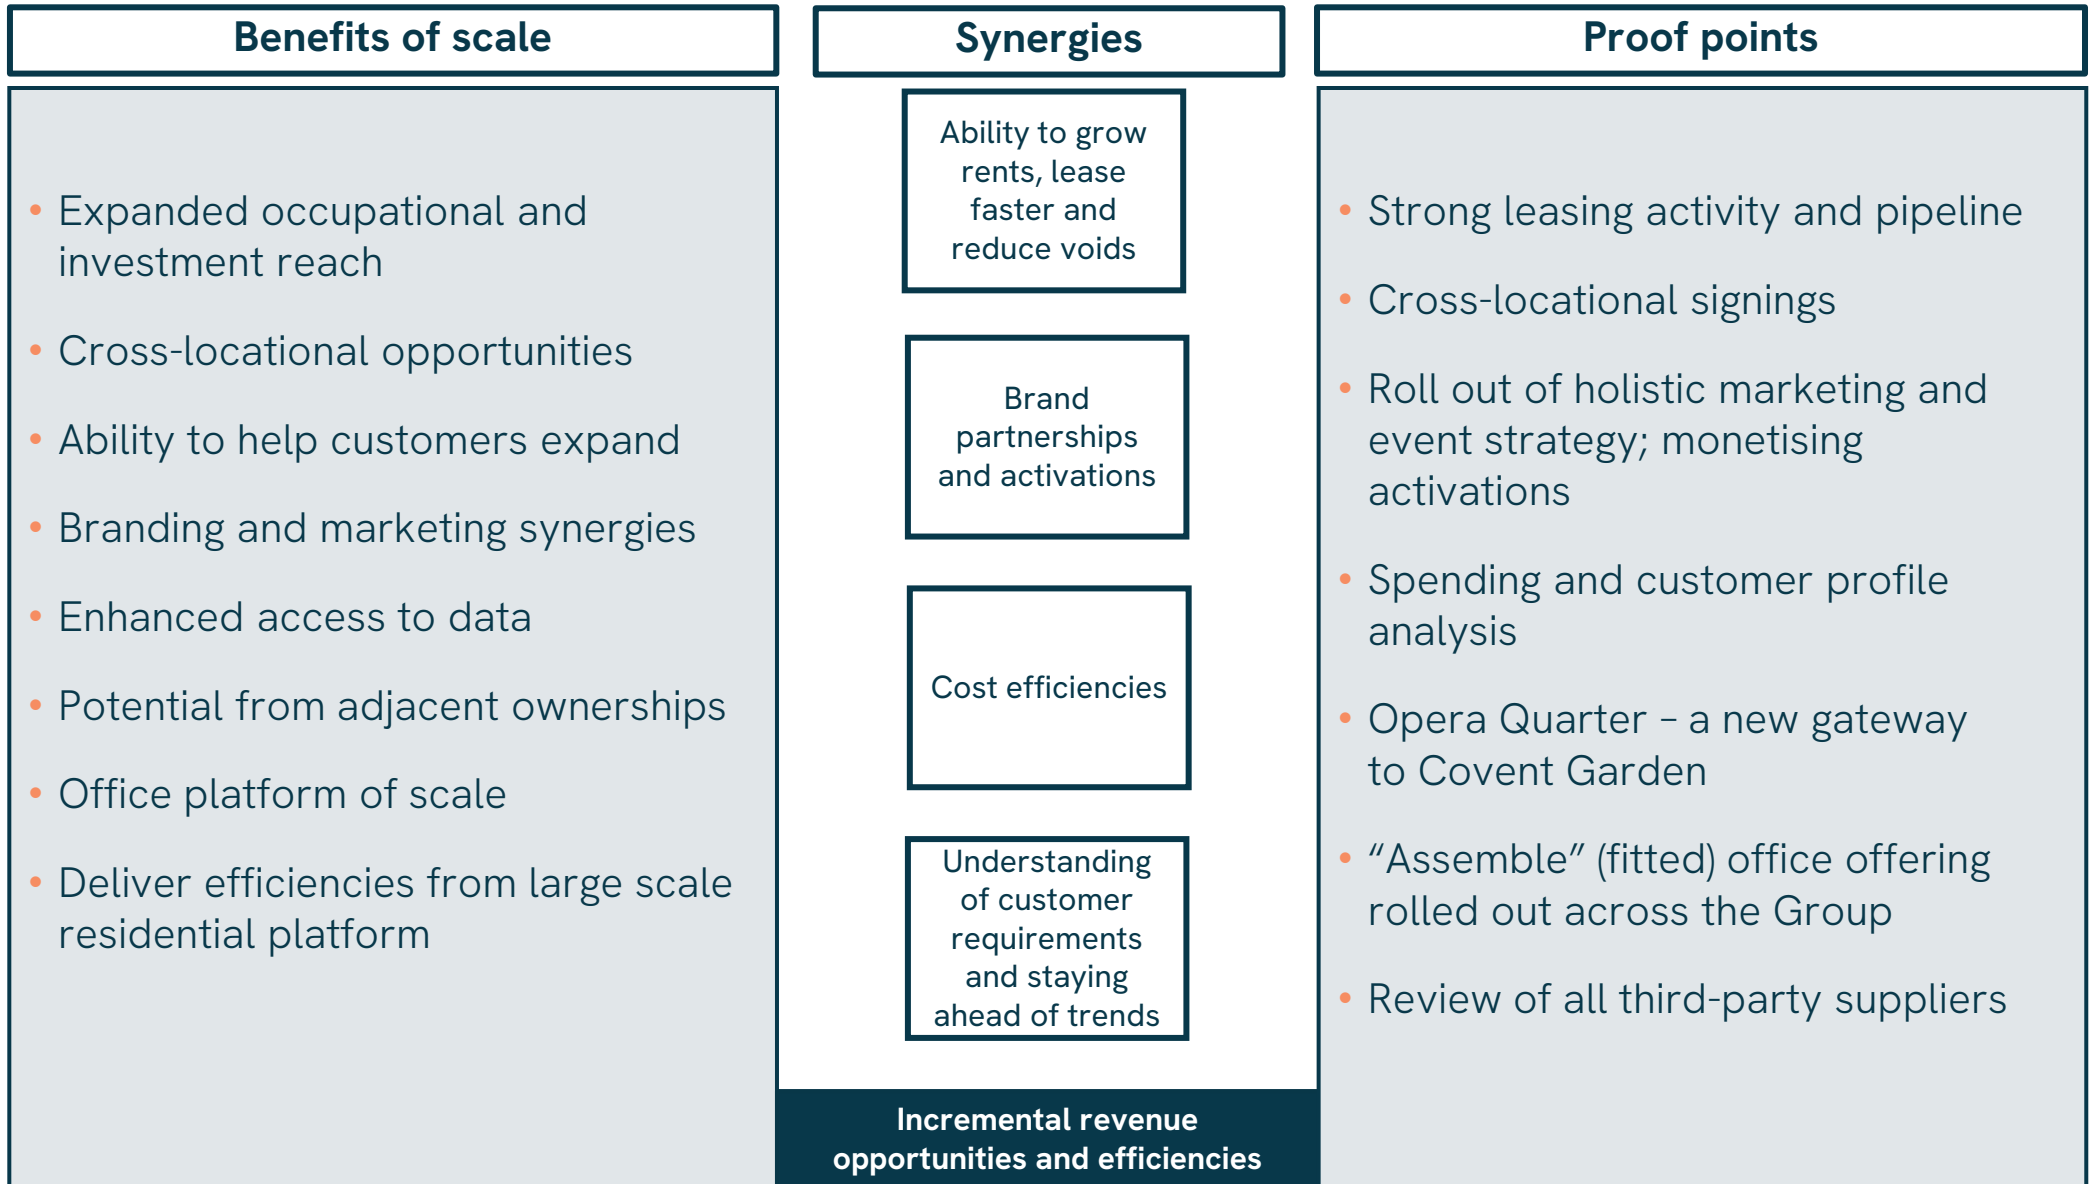 Benefits of scale
• Expanded occupational and
investment reach
• Cross-locational opportunities
• Ability to help customers expand
• Branding and marketing synergies
• Enhanced access to data
• Potential from adjacent ownerships
• Office platform of scale
• Deliver efficiencies from large scale
residential platform
Synergies
Ability to grow
rents, lease
faster and
reduce voids
Brand
partnerships
and activations
Cost efficiencies
Understanding
of customer
requirements
and staying
ahead of trends
Incremental revenue
opportunities and efficiencies
Proof points
• Strong leasing activity and pipeline
• Cross-locational signings
• Roll out of holistic marketing and
event strategy; monetising
activations
• Spending and customer profile
analysis
• Opera Quarter – a new gateway
to Covent Garden
• “Assemble” (fitted) office offering
rolled out across the Group
• Review of all third-party suppliers